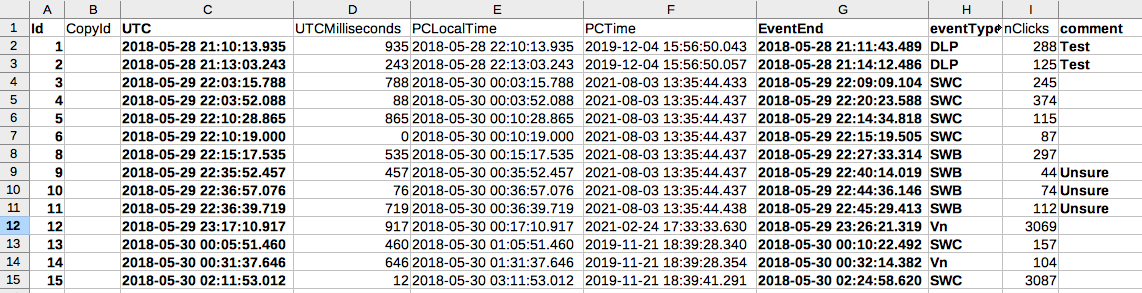 A B C D E F G H I J
1 Id CopyId UTC UTCMilliseconds PCLocalTime PCTime EventEnd eventType nClicks comment
2 1 2018-05-28 21:10:13.935 935 2018-05-28 22:10:13.935 2019-12-04 15:56:50.043 2018-05-28 21:11:43.489 DLP 288 Test
3 2 2018-05-28 21:13:03.243 243 2018-05-28 22:13:03.243 2019-12-04 15:56:50.057 2018-05-28 21:14:12.486 DLP 125 Test
4 3 2018-05-29 22:03:15.788 788 2018-05-30 00:03:15.788 2021-08-03 13:35:44.433 2018-05-29 22:09:09.104 SWC 245
5 4 2018-05-29 22:03:52.088 88 2018-05-30 00:03:52.088 2021-08-03 13:35:44.437 2018-05-29 22:20:23.588 SWC 374
6 5 2018-05-29 22:10:28.865 865 2018-05-30 00:10:28.865 2021-08-03 13:35:44.437 2018-05-29 22:14:34.818 SWC 115
7 6 2018-05-29 22:10:19.000 0 2018-05-30 00:10:19.000 2021-08-03 13:35:44.437 2018-05-29 22:15:19.505 SWC 87
8 8 2018-05-29 22:15:17.535 535 2018-05-30 00:15:17.535 2021-08-03 13:35:44.437 2018-05-29 22:27:33.314 SWB 297
9 9 2018-05-29 22:35:52.457 457 2018-05-30 00:35:52.457 2021-08-03 13:35:44.437 2018-05-29 22:40:14.019 SWB 44 Unsure
10 10 2018-05-29 22:36:57.076 76 2018-05-30 00:36:57.076 2021-08-03 13:35:44.437 2018-05-29 22:44:36.146 SWB 74 Unsure
11 11 2018-05-29 22:36:39.719 719 2018-05-30 00:36:39.719 2021-08-03 13:35:44.438 2018-05-29 22:45:29.413 SWB 112 Unsure
12 12 2018-05-29 23:17:10.917 917 2018-05-30 00:17:10.917 2021-02-24 17:33:33.630 2018-05-29 23:26:21.319 Vn 3069
13 13 2018-05-30 00:05:51.460 460 2018-05-30 01:05:51.460 2019-11-21 18:39:28.340 2018-05-30 00:10:22.492 SWC 157
14 14 2018-05-30 00:31:37.646 646 2018-05-30 01:31:37.646 2019-11-21 18:39:28.354 2018-05-30 00:32:14.382 Vn 104
15 15 2018-05-30 02:11:53.012 12 2018-05-30 03:11:53.012 2019-11-21 18:39:41.291 2018-05-30 02:24:58.620 SWC 3087